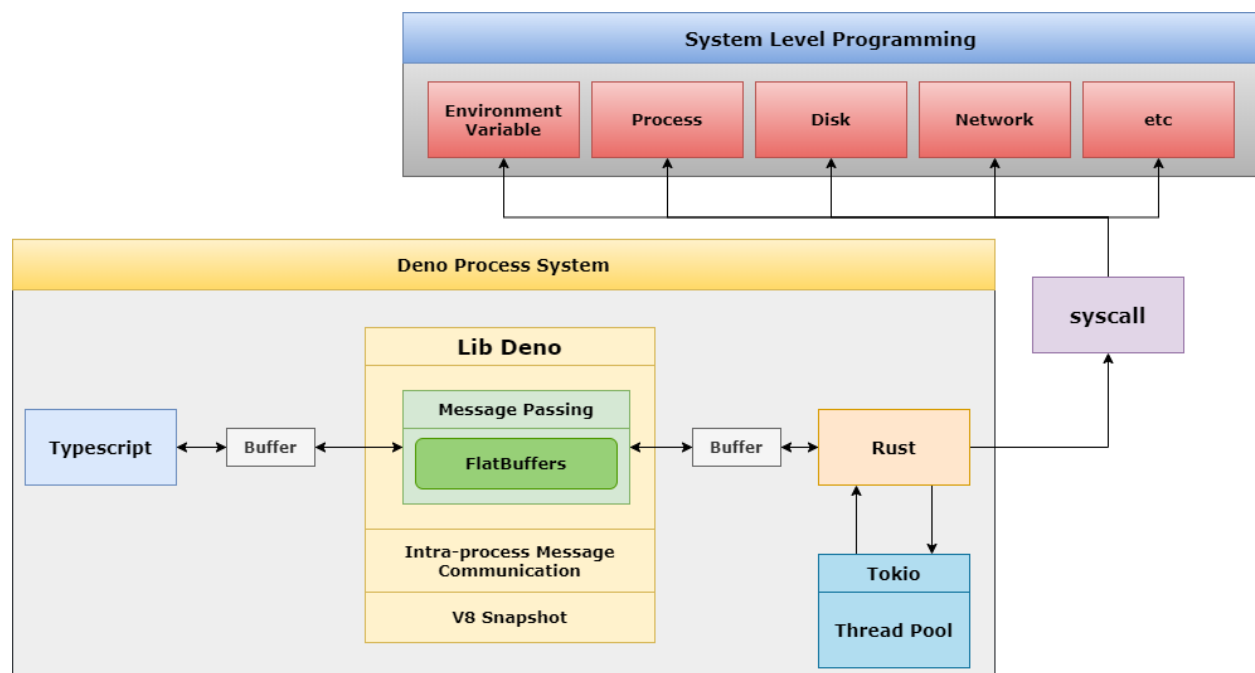 System Level Programming
Environment
Variable
Process
Disk
Network
etc
Deno Process System
syscall
Lib Deno
Message Passing
Typescript
Buffer
FlatBuffers
Buffer
Rust
Intra-process Message
Communication
Tokio
V8 Snapshot
Thread Pool